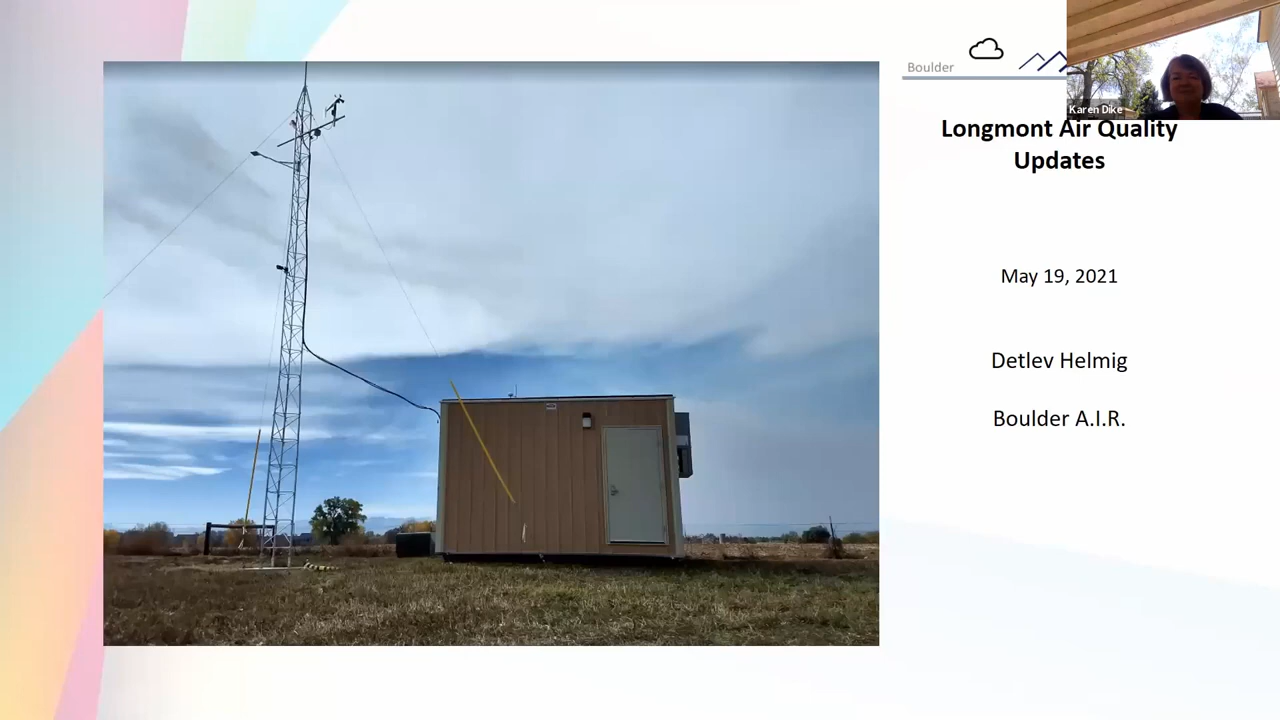 Boulder
Karen Dike
Longmont Air Quality
Updates
May 19, 2021
Detlev Helmig
Boulder A.I.R.